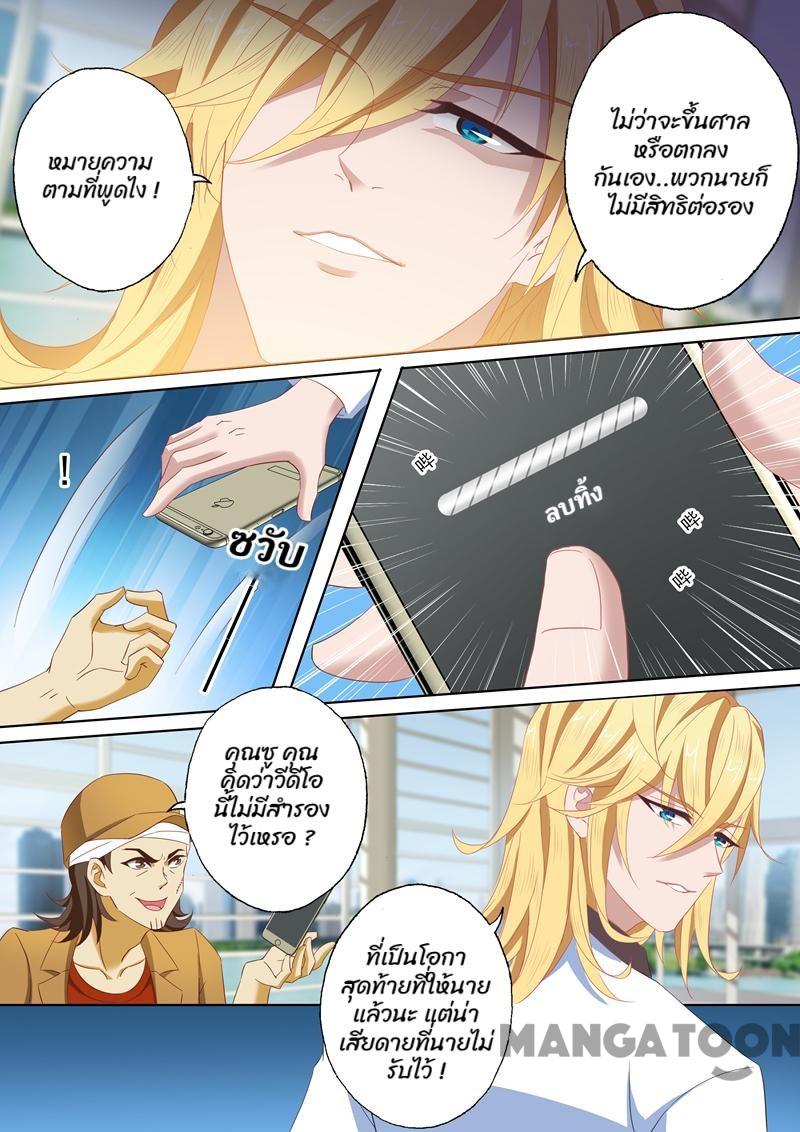 หมายความ
ตามที่พูดไง !
ไม่ว่าจะขึ้นศาล
หรือตกลง
กันเอง..พวกนายก็
ไม่มีสิทธิต่อรอง
!
ซวับ
哔
ลบทิ้ง
哔
哔
คุณซู คุณ
คิดว่าวีดีโอ
นี้ไม่มีสำรอง
ไว้เหรอ ?
ที่เป็นโอกา
สุดท้ายที่ให้นาย
แล้วนะ แต่น่า
เสียดายที่นายไม่
รับไว้ !
MANGATOON